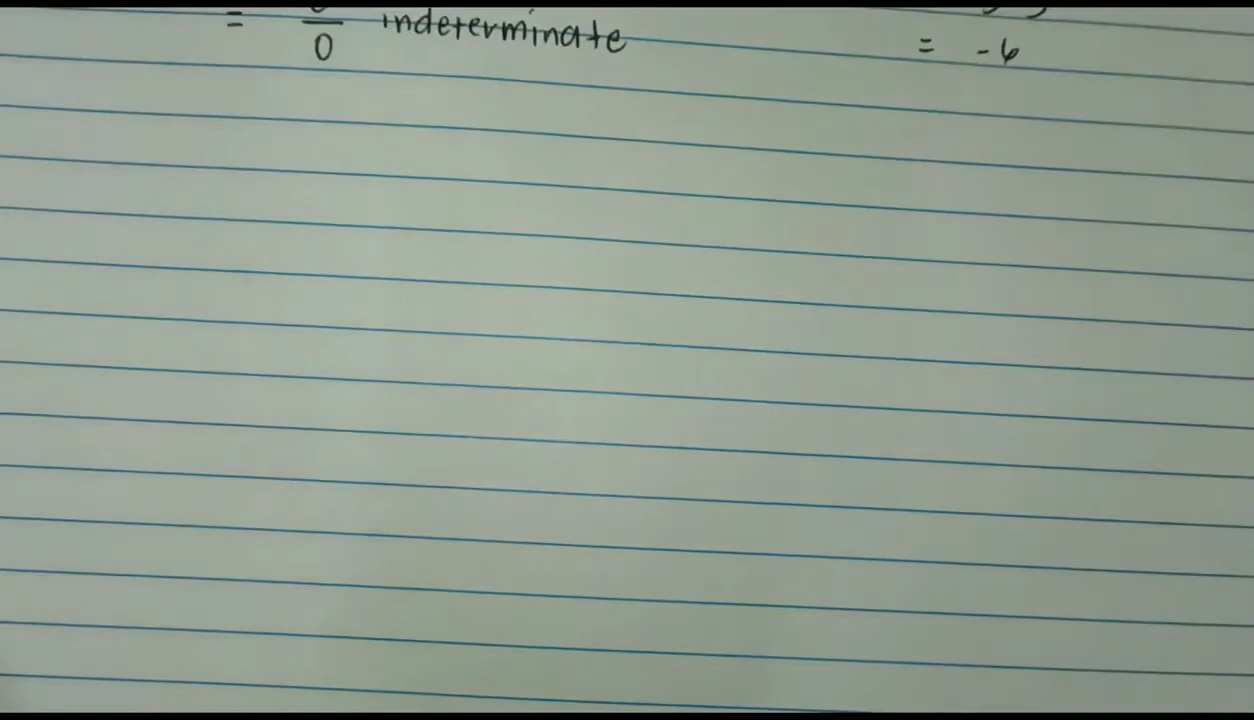 = 0 indeterminate
= -6